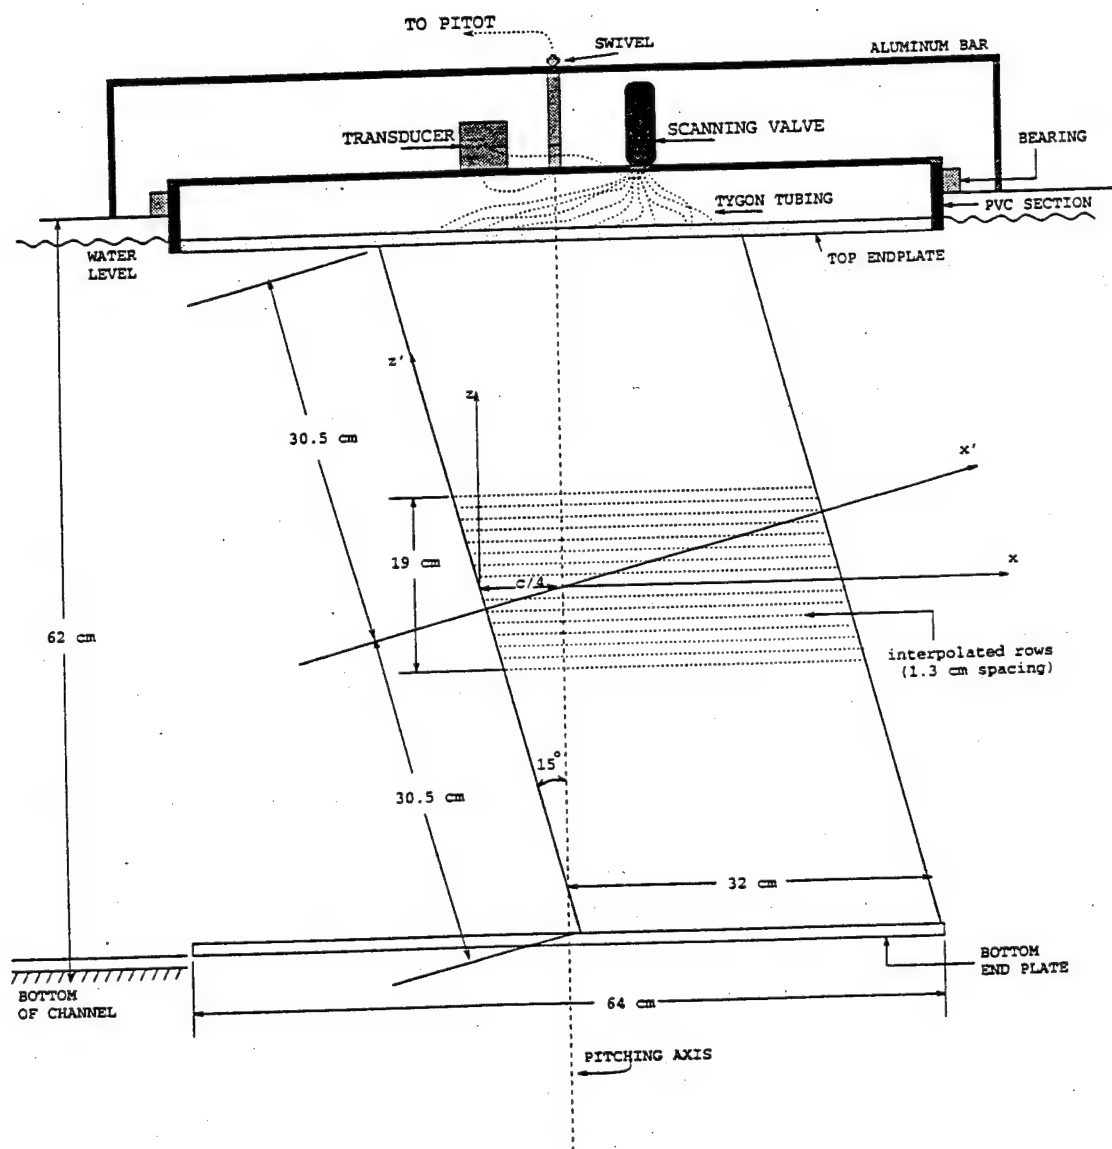 TO PITOT
SWIVEL
ALUMINUM BAR
TRANSDUCER
SCANNING VALVE
BEARING
TYGON TUBING
PVC SECTION
WATER
LEVEL
TOP ENDPLATE
z'
z
30.5 cm
x'
19 cm
c/4
x
62 cm
interpolated rows
(1.3 cm spacing)
15°
30.5 cm
32 cm
BOTTOM
END PLATE
BOTTOM
OF CHANNEL
64 cm
PITCHING AXIS